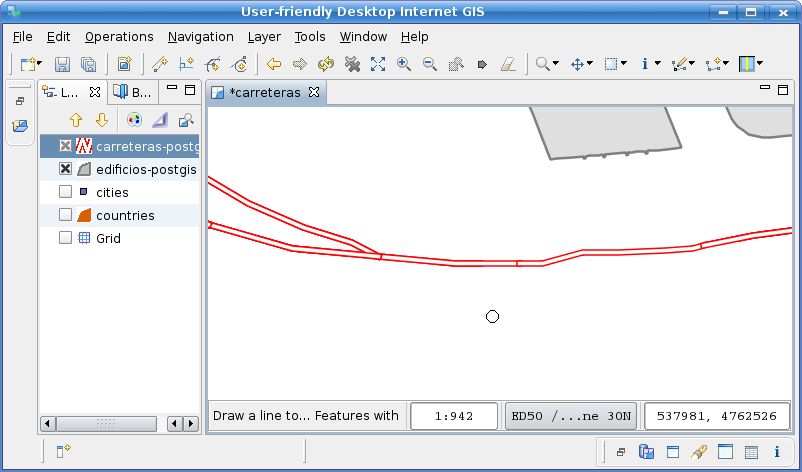 User-friendly Desktop Internet GIS
File Edit Operations Navigation Layer Tools Window Help
L... B...
*carreteras
carreteras-postg
edificios-postgis
cities
countries
Grid
Draw a line to... Features with
1:942
ED50 /...ne 30N
537981, 4762526